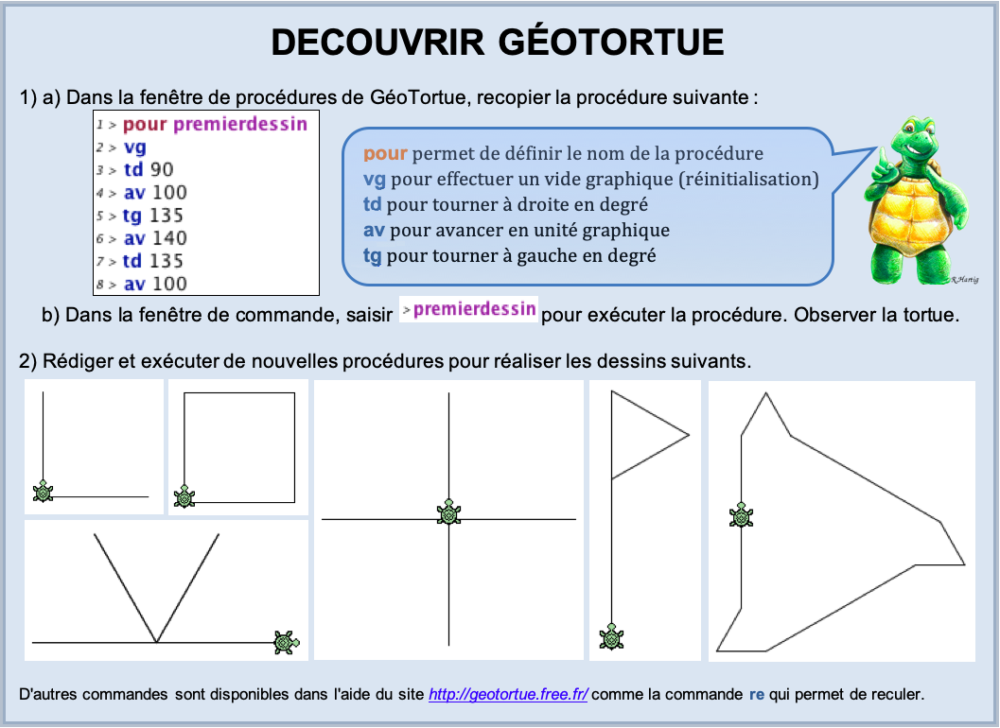 DECOUVRIR GÉOTORTUE
1) a) Dans la fenêtre de procédures de GéoTortue, recopier la procédure suivante :
1 > pour premierdessin
2 > vg
3 > td 90
4 > av 100
5 > tg 135
6 > av 140
7 > td 135
8 > av 100
pour permet de définir le nom de la procédure
vg pour effectuer un vide graphique (réinitialisation)
td pour tourner à droite en degré
av pour avancer en unité graphique
tg pour tourner à gauche en degré
R.Hartig
b) Dans la fenêtre de commande, saisir > premierdessin pour exécuter la procédure. Observer la tortue.
2) Rédiger et exécuter de nouvelles procédures pour réaliser les dessins suivants.
D'autres commandes sont disponibles dans l'aide du site http://geotortue.free.fr/ comme la commande re qui permet de reculer.